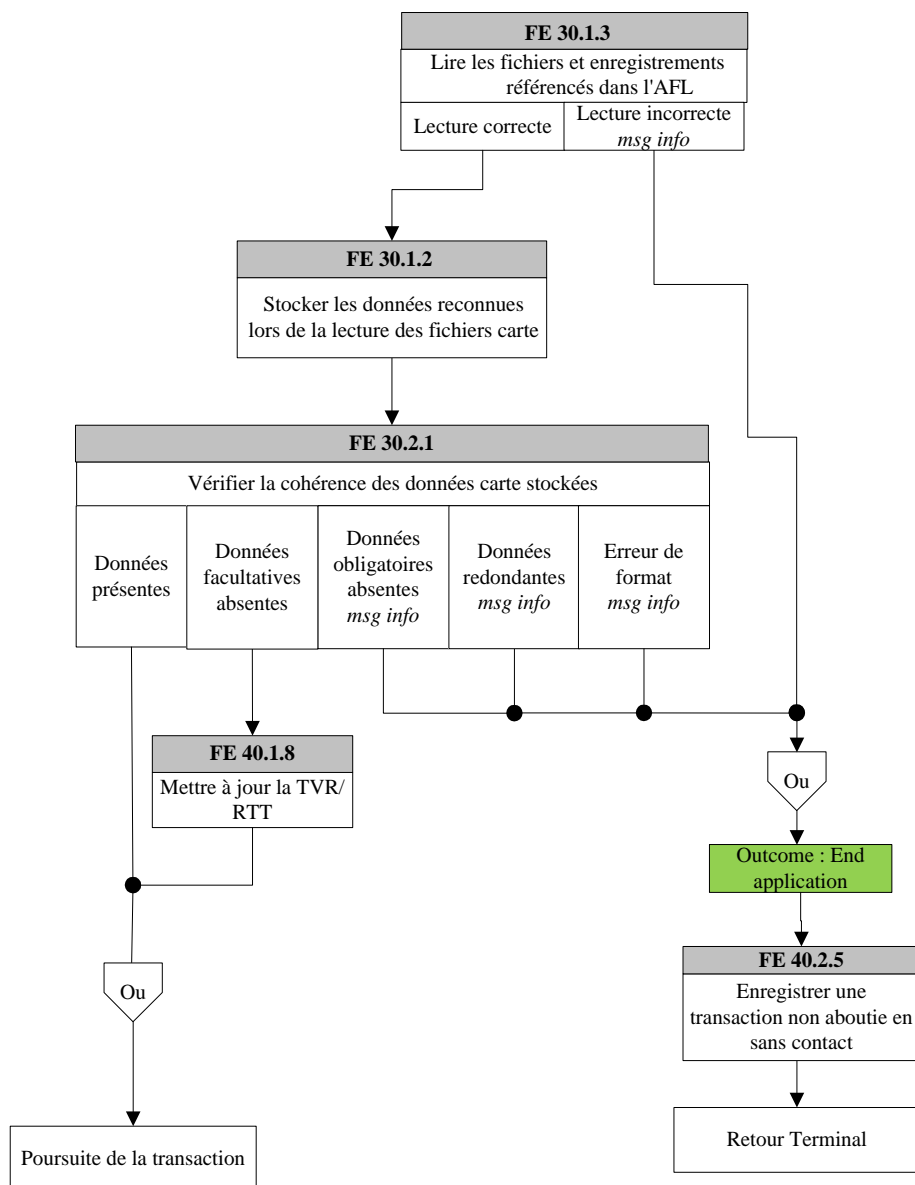 FE 30.1.3
Lire les fichiers et enregistrements
référencés dans l'AFL
Lecture correcte
Lecture incorrecte
msg info
FE 30.1.2
Stocker les données reconnues
lors de la lecture des fichiers carte
FE 30.2.1
Vérifier la cohérence des données carte stockées
Données
présentes
Données
facultatives
absentes
Données
obligatoires
absentes
msg info
Données
redondantes
msg info
Erreur de
format
msg info
FE 40.1.8
Mettre à jour la TVR/
RTT
Ou
Outcome : End
application
FE 40.2.5
Enregistrer une
transaction non aboutie en
sans contact
Ou
Poursuite de la transaction
Retour Terminal